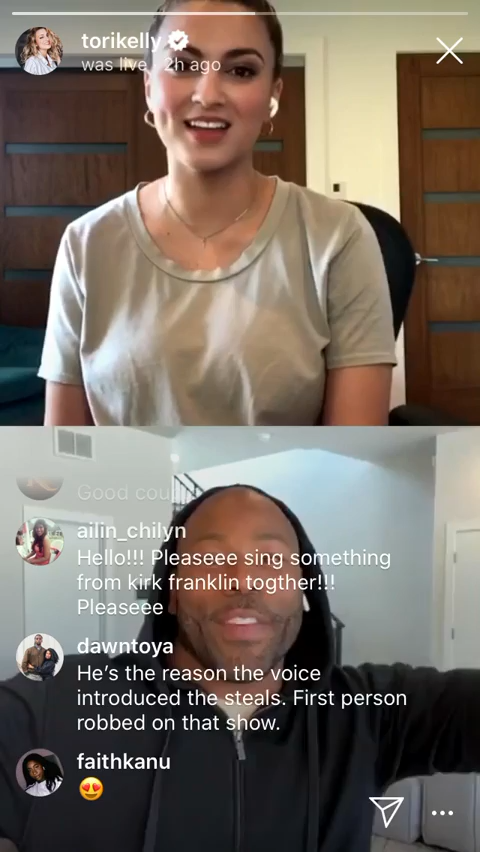 torikelly
was live · 2h ago
Good cou
ailin_chilyn
Hello!!! Pleaseee sing something
from kirk franklin togther!!!
Pleaseee
dawntoya
He’s the reason the voice
introduced the steals. First person
robbed on that show.
faithkanu
😍